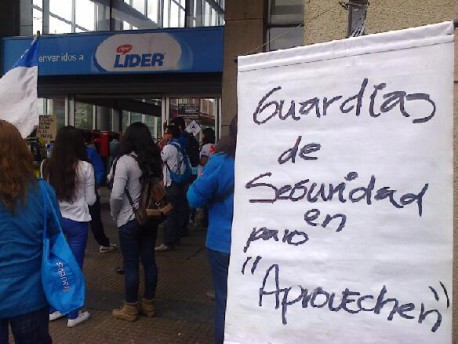 envenidos a
LIDER
Guardias
de
Seguridad
en
paro
"Aprovechen"